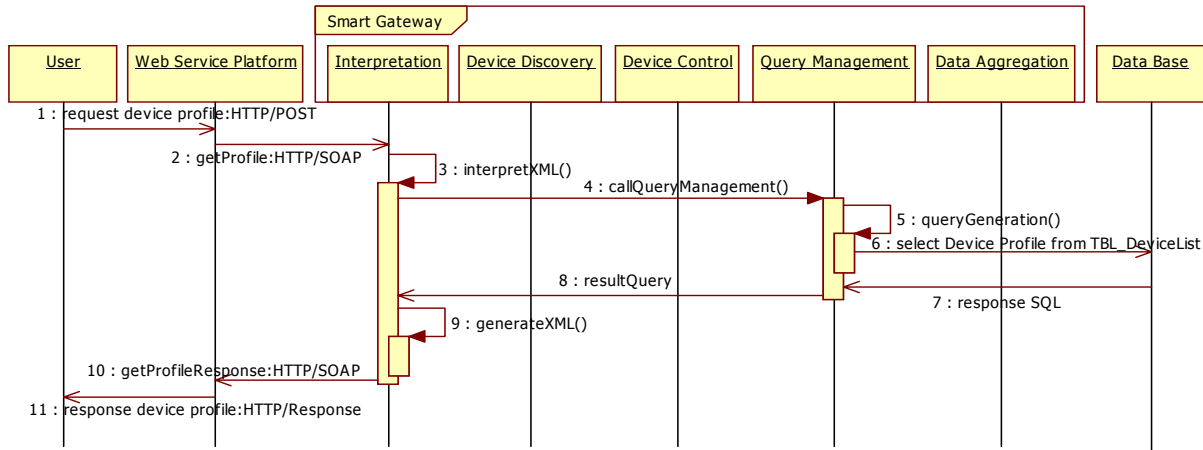 Smart Gateway
User
Web Service Platform
Interpretation
Device Discovery
Device Control
Query Management
Data Aggregation
Data Base
1 : request device profile:HTTP/POST
2 : getProfile:HTTP/SOAP
3 : interpretXML()
4 : callQueryManagement()
5 : queryGeneration()
6 : select Device Profile from TBL_DeviceList
7 : response SQL
8 : resultQuery
9 : generateXML()
10 : getProfileResponse:HTTP/SOAP
11 : response device profile:HTTP/Response